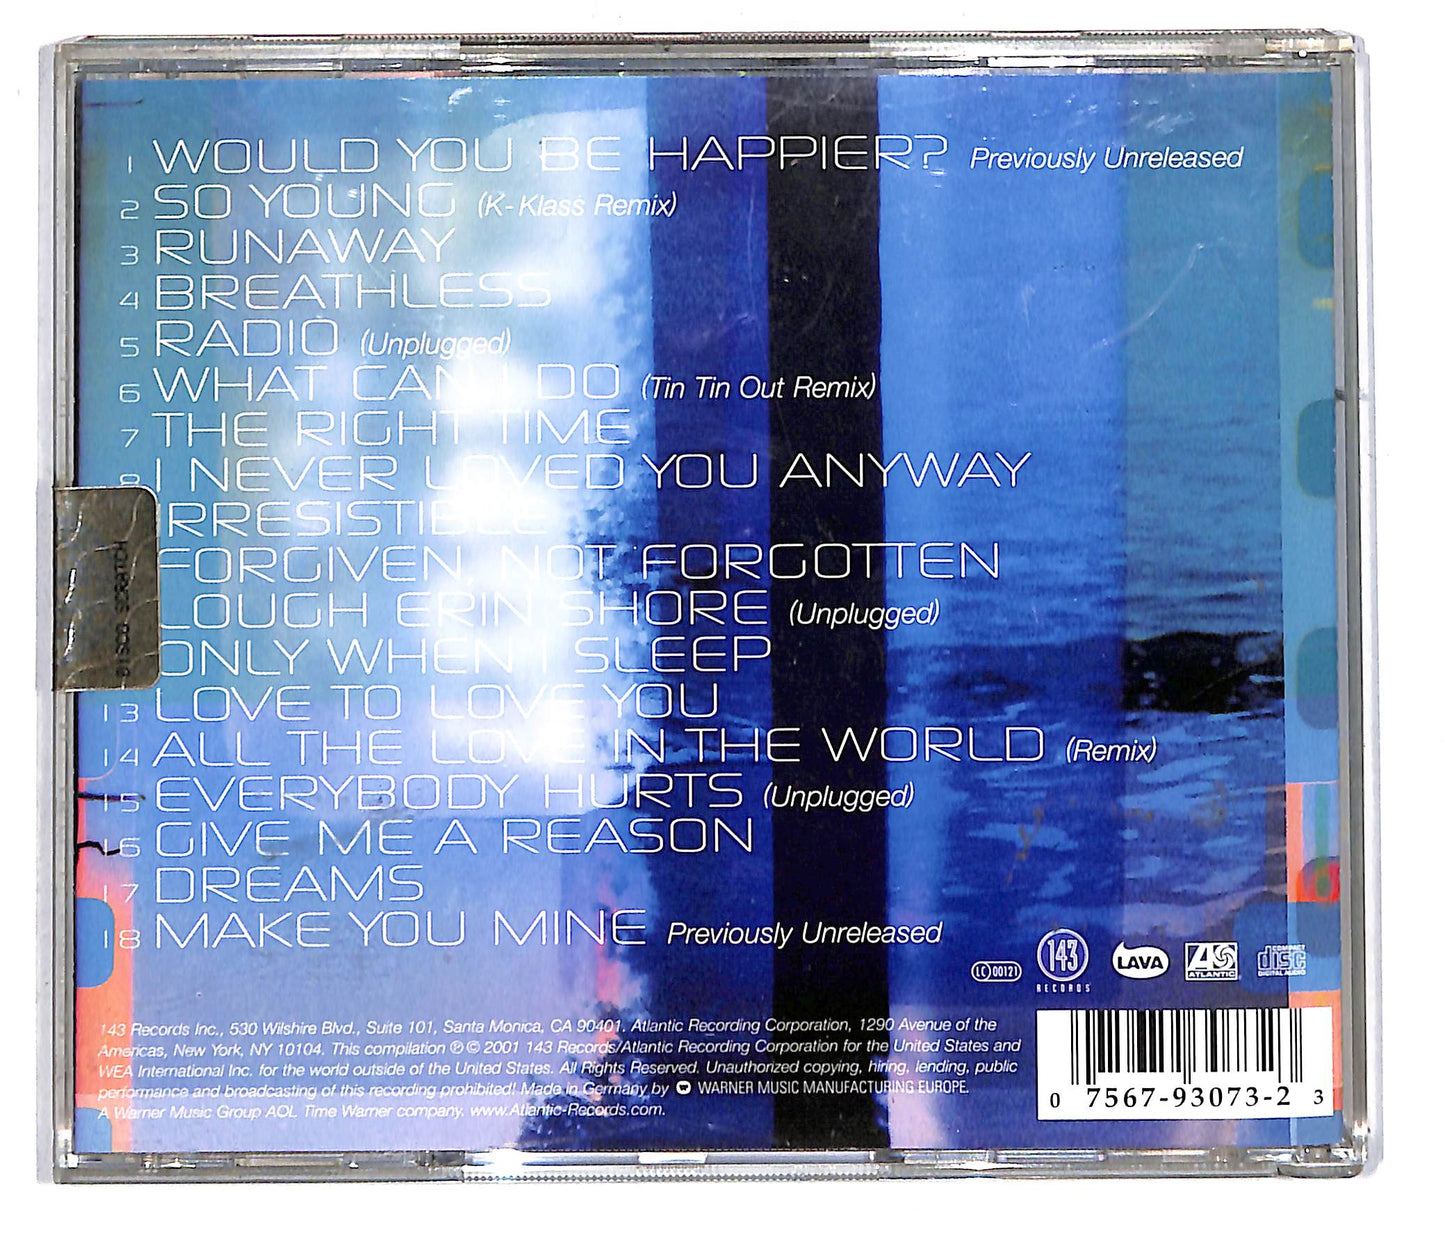 1 WOULD YOU BE HAPPIER? Previously Unreleased
2 SO YOUNG (K-Klass Remix)
3 RUNAWAY
4 BREATHLESS
5 RADIO (Unplugged)
6 WHAT CAN I DO (Tin Tin Out Remix)
7 THE RIGHT TIME
8 I NEVER LOVED YOU ANYWAY
IRRESISTIBLE
FORGIVEN, NOT FORGOTTEN
LOUGH ERIN SHORE (Unplugged)
ONLY WHEN I SLEEP
13 LOVE TO LOVE YOU
14 ALL THE LOVE IN THE WORLD (Remix)
15 EVERYBODY HURTS (Unplugged)
16 GIVE ME A REASON
17 DREAMS
18 MAKE YOU MINE Previously Unreleased
DISCO SCRATCH
LC 00121
143 RECORDS
LAVA
ATLANTIC
COMPACT disc DIGITAL AUDIO
143 Records Inc., 530 Wilshire Blvd., Suite 101, Santa Monica, CA 90401. Atlantic Recording Corporation, 1290 Avenue of the
Americas, New York, NY 10104. This compilation ℗ © 2001 143 Records/Atlantic Recording Corporation for the United States and
WEA International Inc. for the world outside of the United States. All Rights Reserved. Unauthorized copying, hiring, lending, public
performance and broadcasting of this recording prohibited! Made in Germany by WARNER MUSIC MANUFACTURING EUROPE.
A Warner Music Group AOL Time Warner company. www.Atlantic-Records.com.
0 7567-93073-2 3